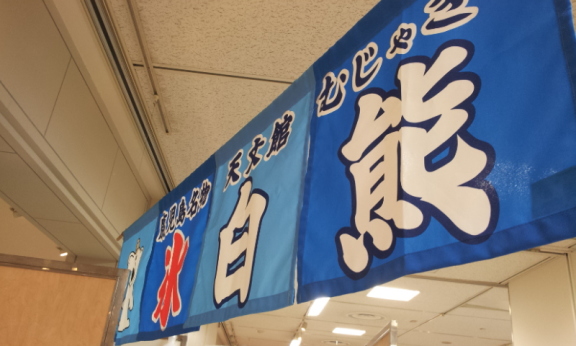 鹿児島名物 天文館 むじゃき
氷白熊